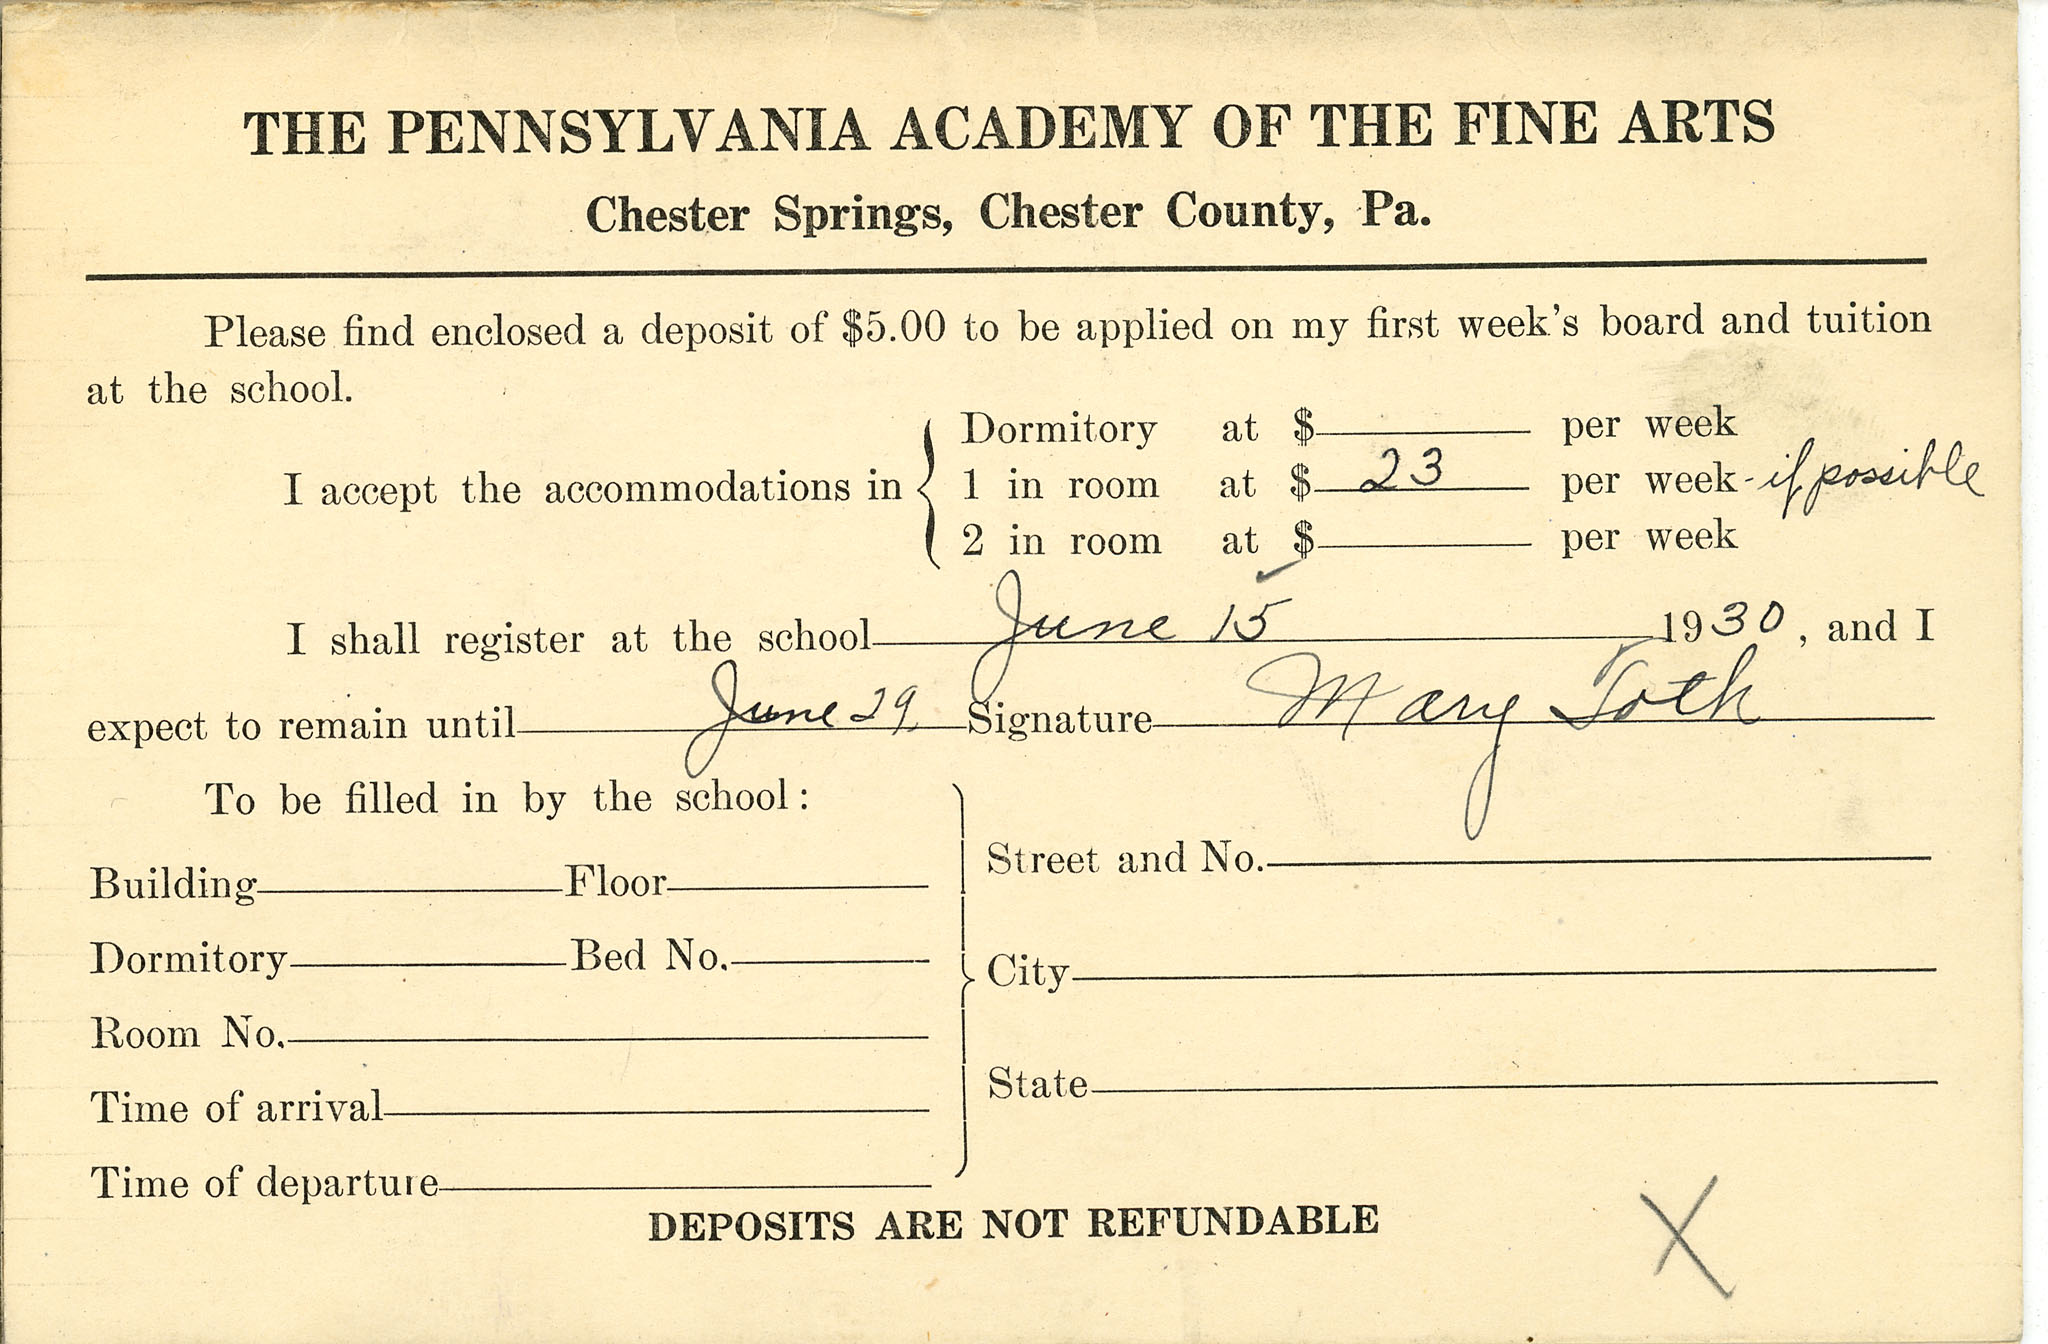 THE PENNSYLVANIA ACADEMY OF THE FINE ARTS
Chester Springs, Chester County, Pa.
Please find enclosed a deposit of $5.00 to be applied on my first week's board and tuition
at the school.
I accept the accommodations in
Dormitory at $ per week
1 in room at $ 23 per week - if possible
2 in room at $ per week
I shall register at the school June 15 1930, and I
expect to remain until June 29, Signature Mary Toth
To be filled in by the school:
Building Floor
Dormitory Bed No.
Room No.
Time of arrival
Time of departure
Street and No.
City
State
DEPOSITS ARE NOT REFUNDABLE
X